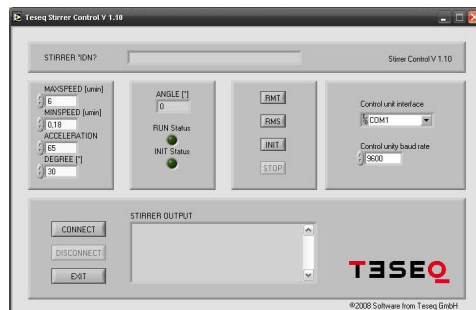 Teseq Stirrer Control V 1.10
STIRRER *IDN?
Stirrer Control V 1.10
MAXSPEED [umin]
6
MINSPEED [umin]
0,18
ACCELERATION
65
DEGREE [°]
30
ANGLE [°]
0
RUN Status
INIT Status
RMT
RMS
INIT
STOP
Control unit interface
COM1
Control unity baud rate
9600
CONNECT
DISCONNECT
EXIT
STIRRER OUTPUT
TESEQ
©2008 Software from Teseq GmbH